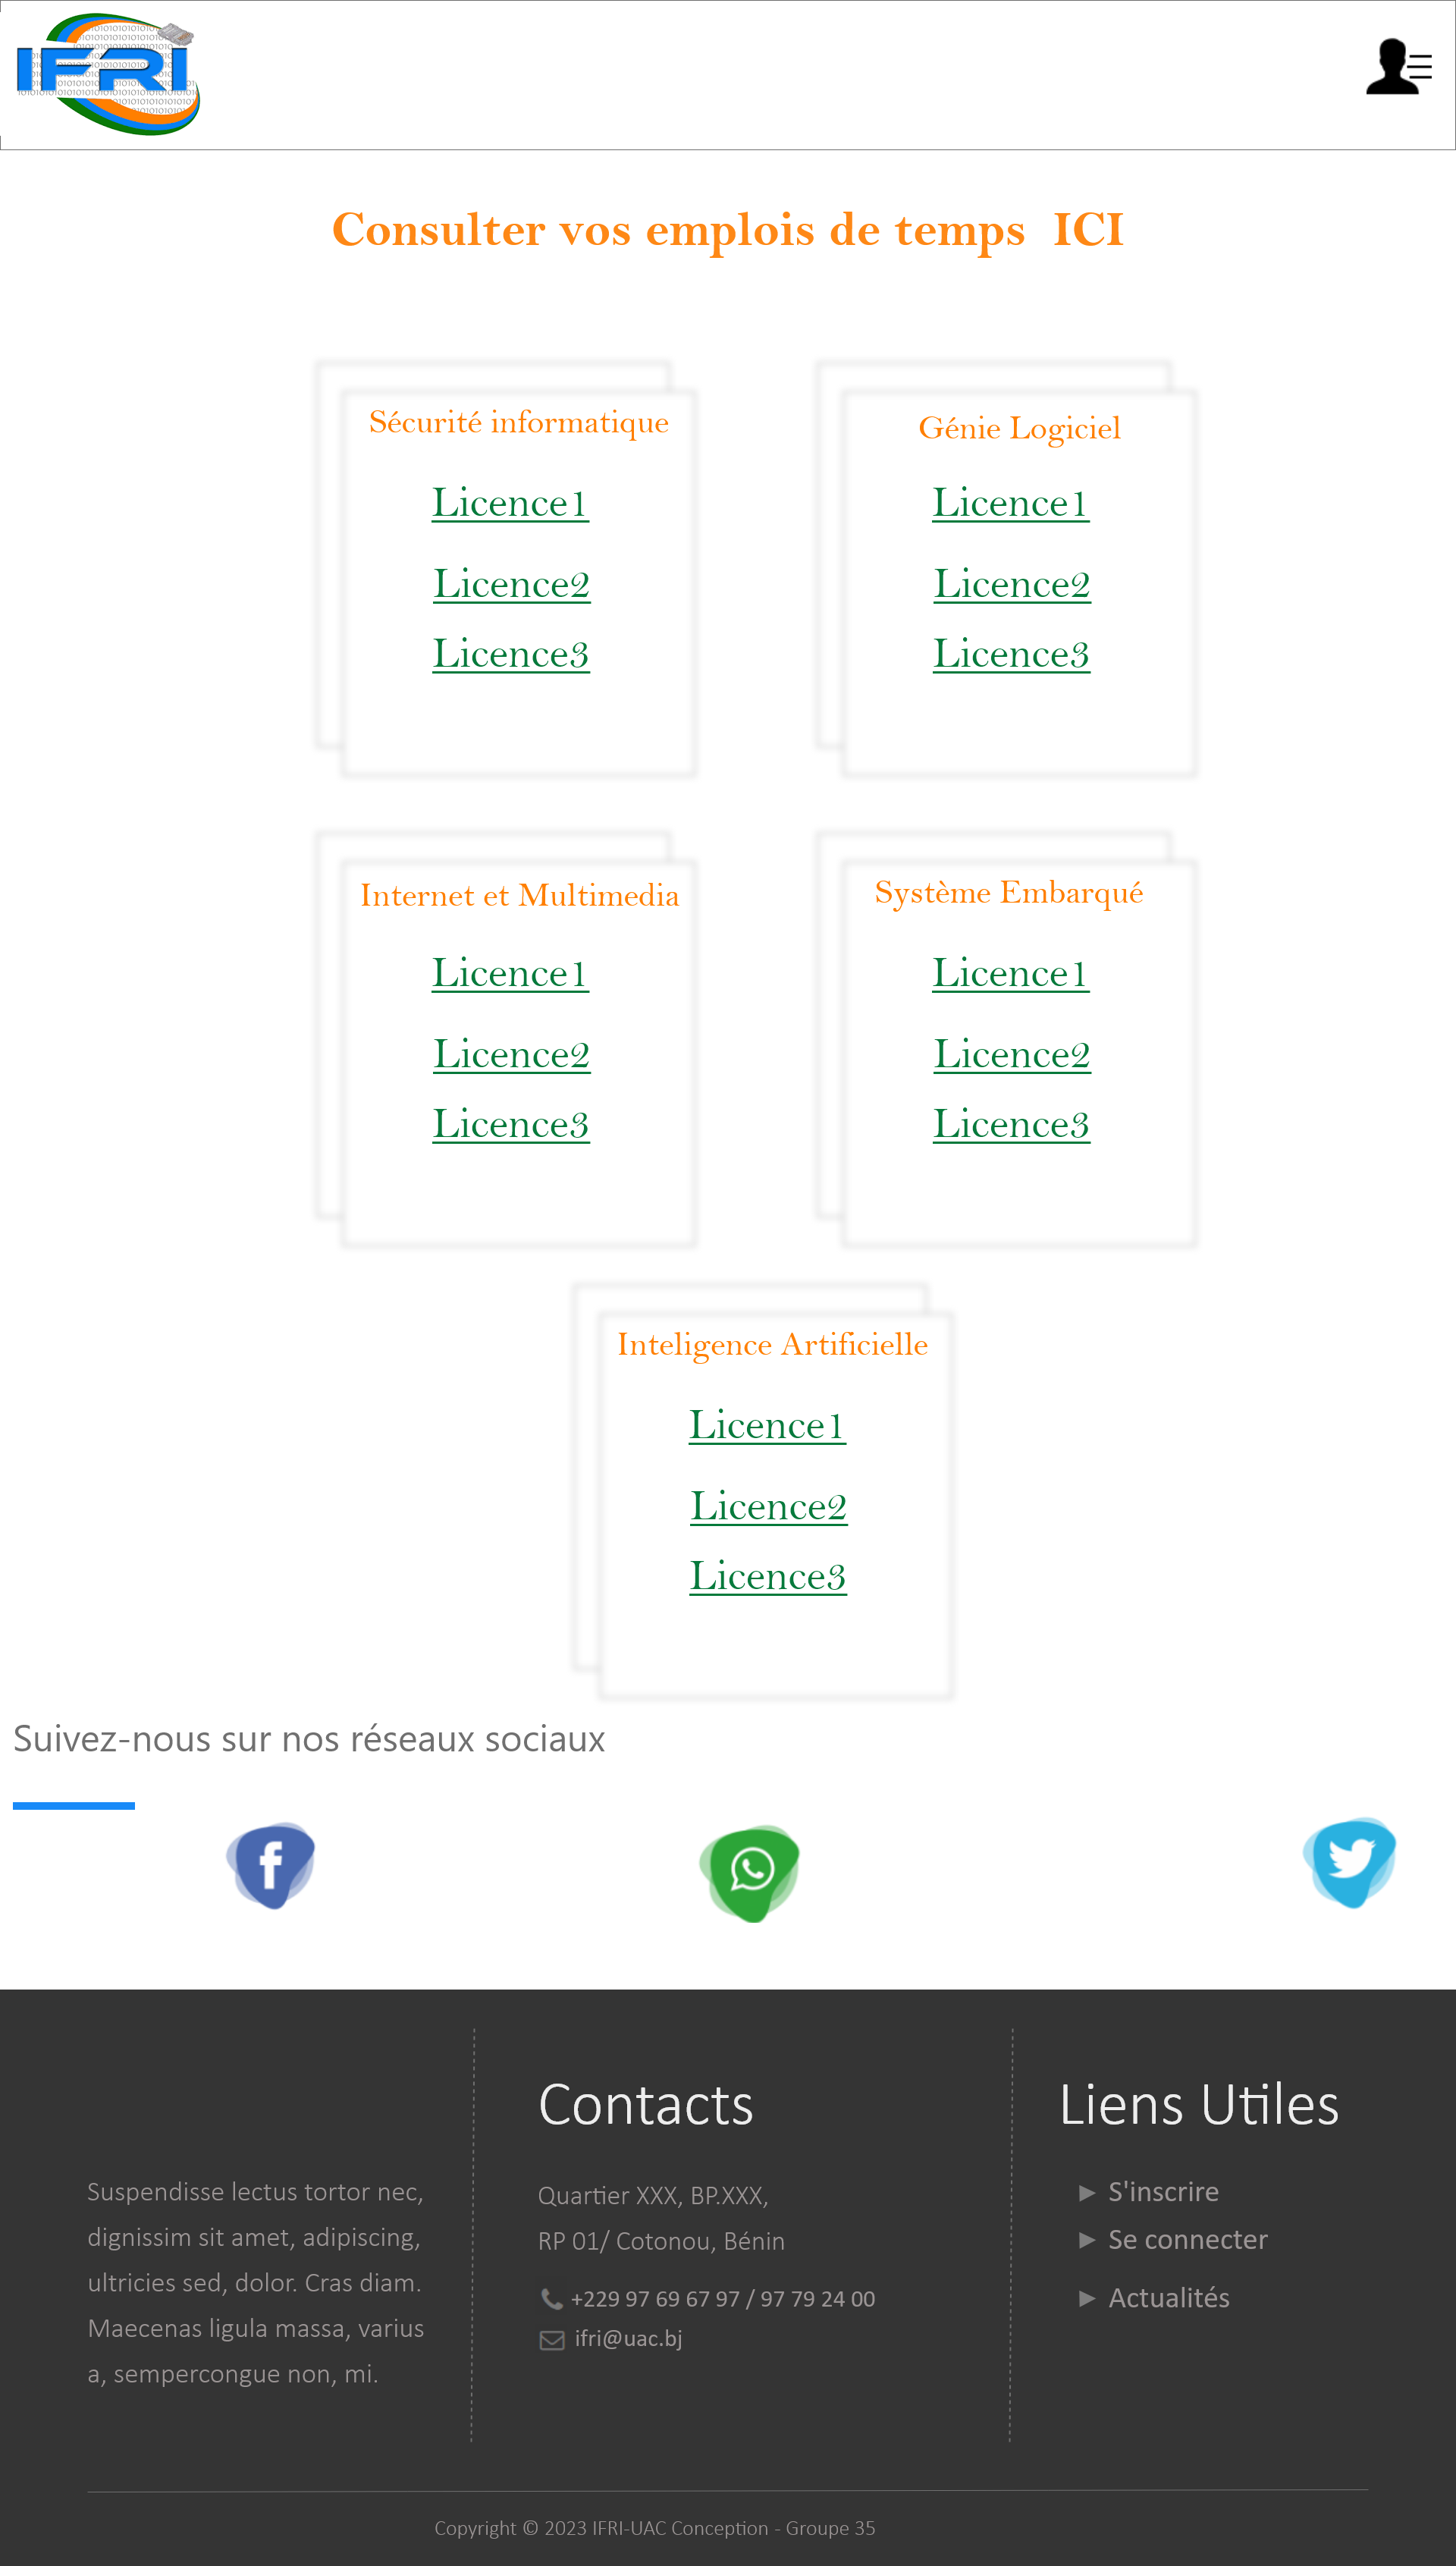 IFRI
Consulter vos emplois de temps ICI
Sécurité informatique
Licence1
Licence2
Licence3
Génie Logiciel
Licence1
Licence2
Licence3
Internet et Multimedia
Licence1
Licence2
Licence3
Système Embarqué
Licence1
Licence2
Licence3
Inteligence Artificielle
Licence1
Licence2
Licence3
Suivez-nous sur nos réseaux sociaux
Suspendisse lectus tortor nec,
dignissim sit amet, adipiscing,
ultricies sed, dolor. Cras diam.
Maecenas ligula massa, varius
a, sempercongue non, mi.
Contacts
Quartier XXX, BP.XXX,
RP 01/ Cotonou, Bénin
+229 97 69 67 97 / 97 79 24 00
ifri@uac.bj
Liens Utiles
► S'inscrire
► Se connecter
► Actualités
Copyright © 2023 IFRI-UAC Conception - Groupe 35